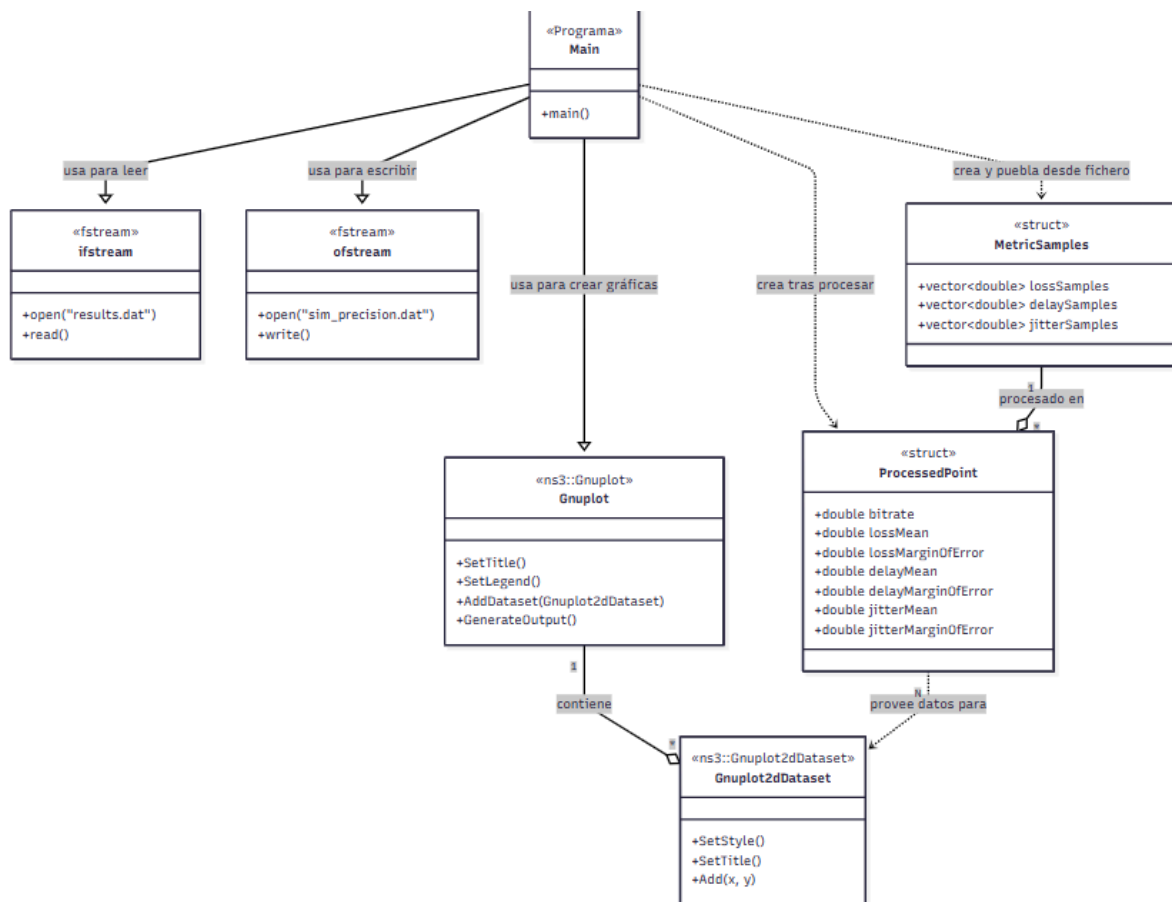 «Programa»
Main
+main()
usa para leer
usa para escribir
crea y puebla desde fichero
«fstream»
ifstream
+open("results.dat")
+read()
«fstream»
ofstream
+open("sim_precision.dat")
+write()
usa para crear gráficas
crea tras procesar
«struct»
MetricSamples
+vector<double> lossSamples
+vector<double> delaySamples
+vector<double> jitterSamples
1
procesado en
*
«ns3::Gnuplot»
Gnuplot
+SetTitle()
+SetLegend()
+AddDataset(Gnuplot2dDataset)
+GenerateOutput()
«struct»
ProcessedPoint
+double bitrate
+double lossMean
+double lossMarginOfError
+double delayMean
+double delayMarginOfError
+double jitterMean
+double jitterMarginOfError
1
contiene
*
N
provee datos para
«ns3::Gnuplot2dDataset»
Gnuplot2dDataset
+SetStyle()
+SetTitle()
+Add(x, y)